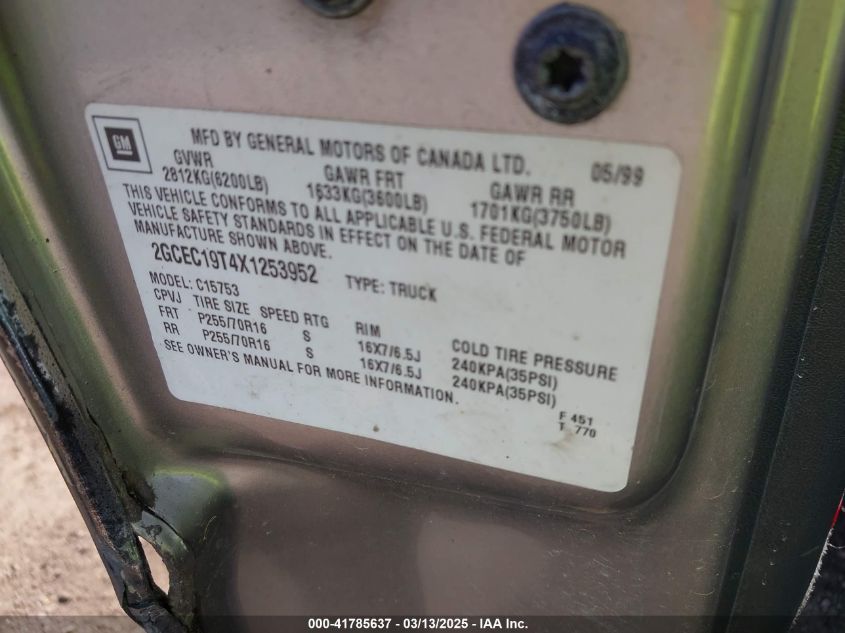 GM
MFD BY GENERAL MOTORS OF CANADA LTD. 05/99
GVWR GAWR FRT GAWR RR
2812KG(6200LB) 1633KG(3600LB) 1701KG(3750LB)
THIS VEHICLE CONFORMS TO ALL APPLICABLE U.S. FEDERAL MOTOR
VEHICLE SAFETY STANDARDS IN EFFECT ON THE DATE OF
MANUFACTURE SHOWN ABOVE.
2GCEC19T4X1253952 TYPE: TRUCK
MODEL: C15753
CPVJ TIRE SIZE SPEED RTG RIM COLD TIRE PRESSURE
FRT P255/70R16 S 16X7/6.5J 240KPA(35PSI)
RR P255/70R16 S 16X7/6.5J 240KPA(35PSI)
SEE OWNER'S MANUAL FOR MORE INFORMATION.
F 451
T 770
000-41785637 - 03/13/2025 - IAA Inc.